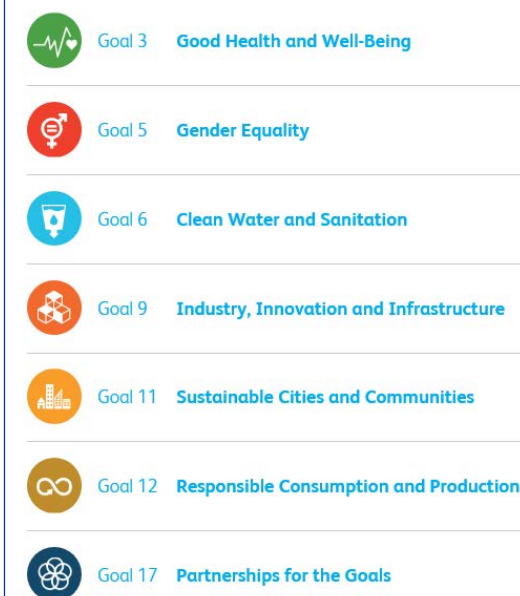 Goal 3 Good Health and Well-Being
Goal 5 Gender Equality
Goal 6 Clean Water and Sanitation
Goal 9 Industry, Innovation and Infrastructure
Goal 11 Sustainable Cities and Communities
Goal 12 Responsible Consumption and Production
Goal 17 Partnerships for the Goals